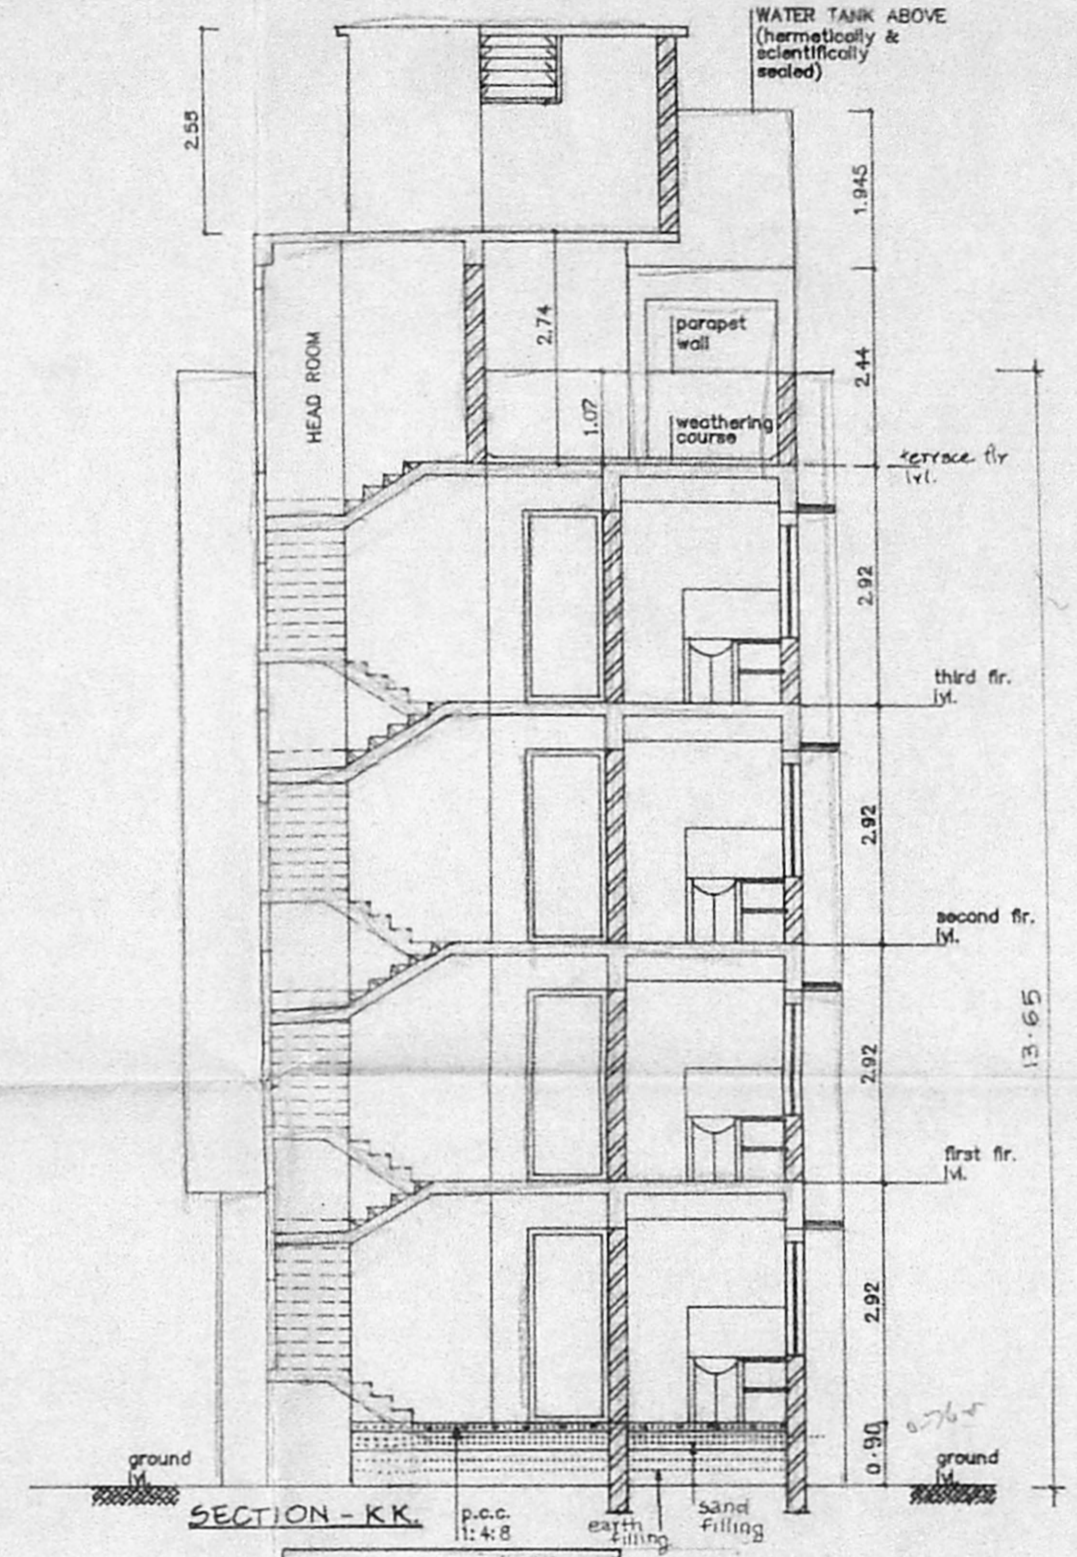 WATER TANK ABOVE
(hermetically &
scientifically
sealed)
2.55
1.945
HEAD ROOM
2.74
parapet
wall
2.44
1.07
weathering
course
terrace flr
lvl.
2.92
third flr.
lvl.
2.92
second flr.
lvl.
13.65
2.92
first flr.
lvl.
2.92
0.90
ground
lvl.
ground
lvl.
SECTION - KK.
p.c.c.
1:4:8
earth
filling
sand
filling